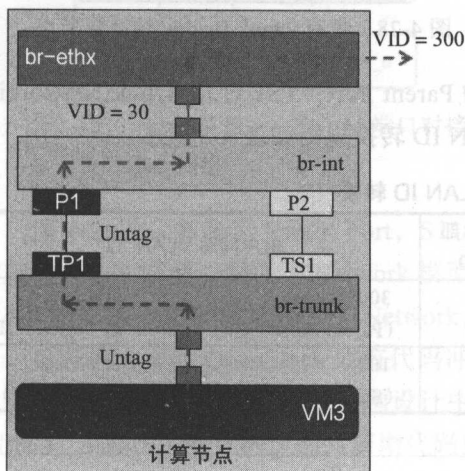 br-ethx
VID = 300
VID = 30
br-int
P1
P2
Untag
TP1
TS1
br-trunk
Untag
VM3
计算节点